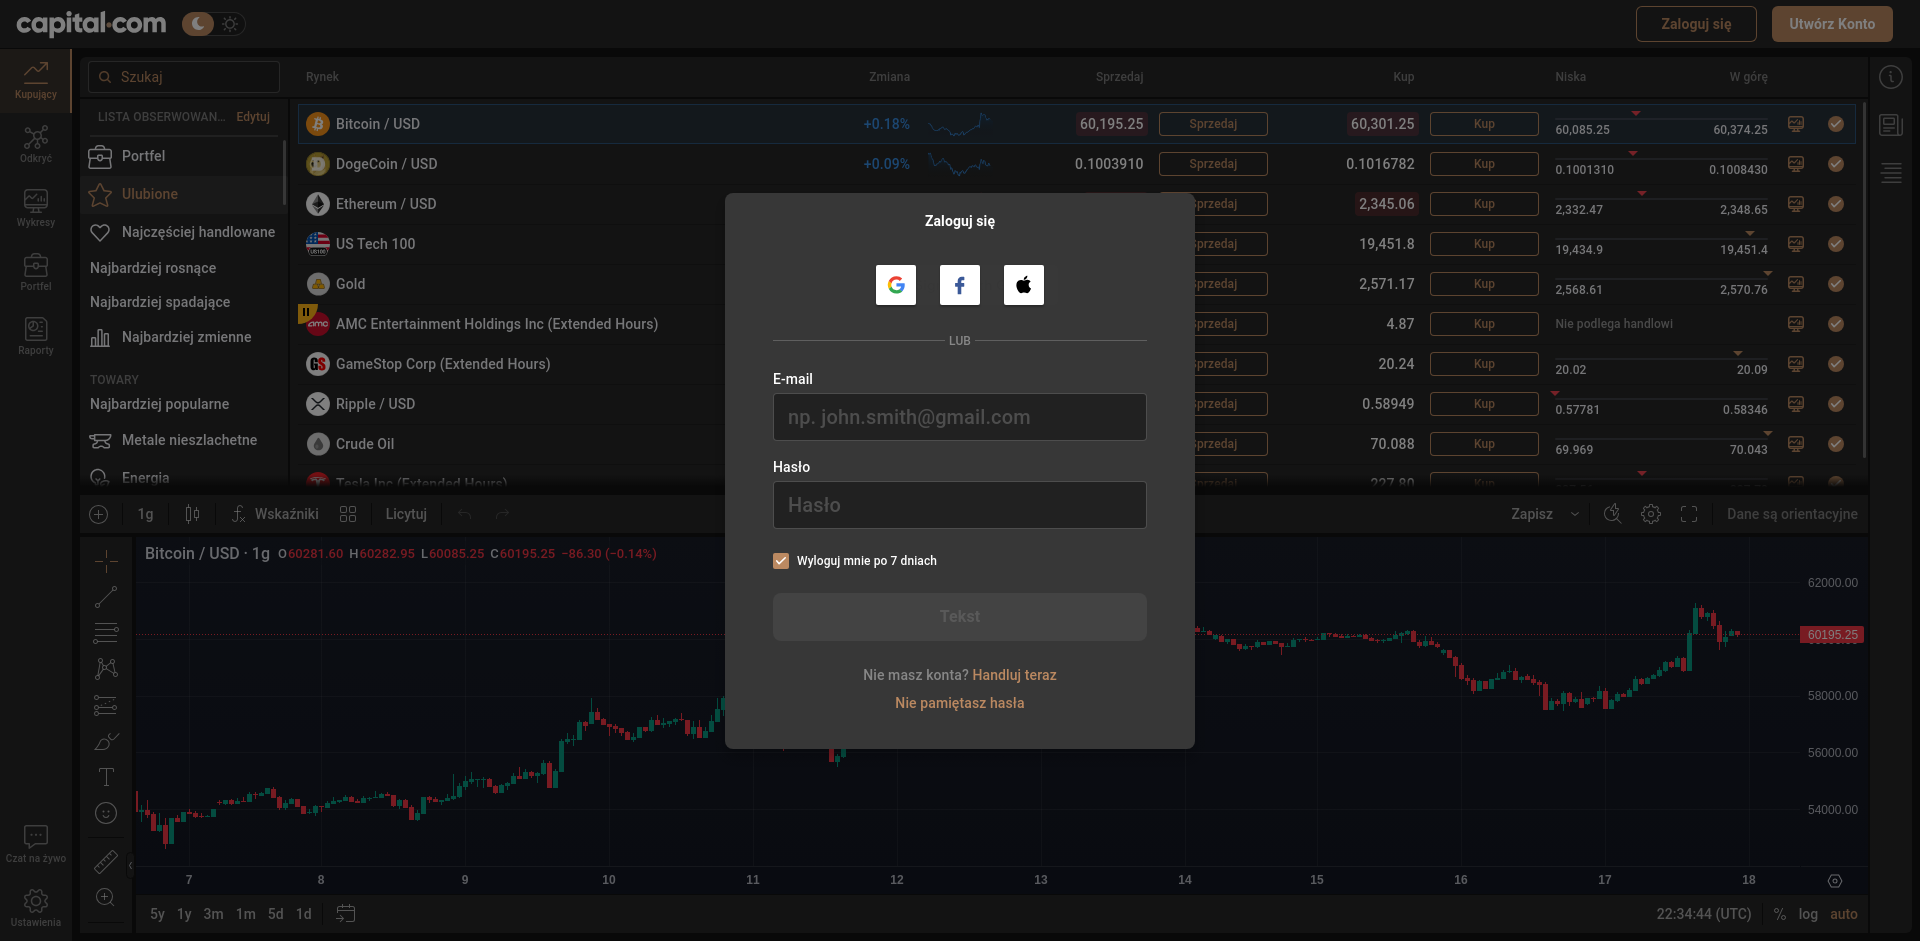 capital.com
Zaloguj się
Utwórz Konto
Kupujący
Odkryć
Wykresy
Portfel
Raporty
Czat na żywo
Ustawienia
Szukaj
LISTA OBSERWOWAN... Edytuj
Portfel
Ulubione
Najczęściej handlowane
Najbardziej rosnące
Najbardziej spadające
Najbardziej zmienne
TOWARY
Najbardziej popularne
Metale nieszlachetne
Energia
Rynek Zmiana Sprzedaj Kup Niska W górę
Bitcoin / USD +0.18% 60,195.25 Sprzedaj 60,301.25 Kup 60,085.25 60,374.25
DogeCoin / USD +0.09% 0.1003910 Sprzedaj 0.1016782 Kup 0.1001310 0.1008430
Ethereum / USD Sprzedaj 2,345.06 Kup 2,332.47 2,348.65
US100 US Tech 100 Sprzedaj 19,451.8 Kup 19,434.9 19,451.4
Gold Sprzedaj 2,571.17 Kup 2,568.61 2,570.76
amc AMC Entertainment Holdings Inc (Extended Hours) Sprzedaj 4.87 Kup Nie podlega handlowi
GS GameStop Corp (Extended Hours) Sprzedaj 20.24 Kup 20.02 20.09
Ripple / USD Sprzedaj 0.58949 Kup 0.57781 0.58346
Crude Oil Sprzedaj 70.088 Kup 69.969 70.043
Tesla Inc (Extended Hours) 227.80
Zaloguj się
LUB
E-mail
np. john.smith@gmail.com
Hasło
Hasło
Wyloguj mnie po 7 dniach
Tekst
Nie masz konta? Handluj teraz
Nie pamiętasz hasła
1g Wskaźniki Licytuj Zapisz Dane są orientacyjne
Bitcoin / USD · 1g O60281.60 H60282.95 L60085.25 C60195.25 −86.30 (−0.14%)
62000.00
60195.25
58000.00
56000.00
54000.00
7 8 9 10 11 12 13 14 15 16 17 18
5y 1y 3m 1m 5d 1d 22:34:44 (UTC) % log auto